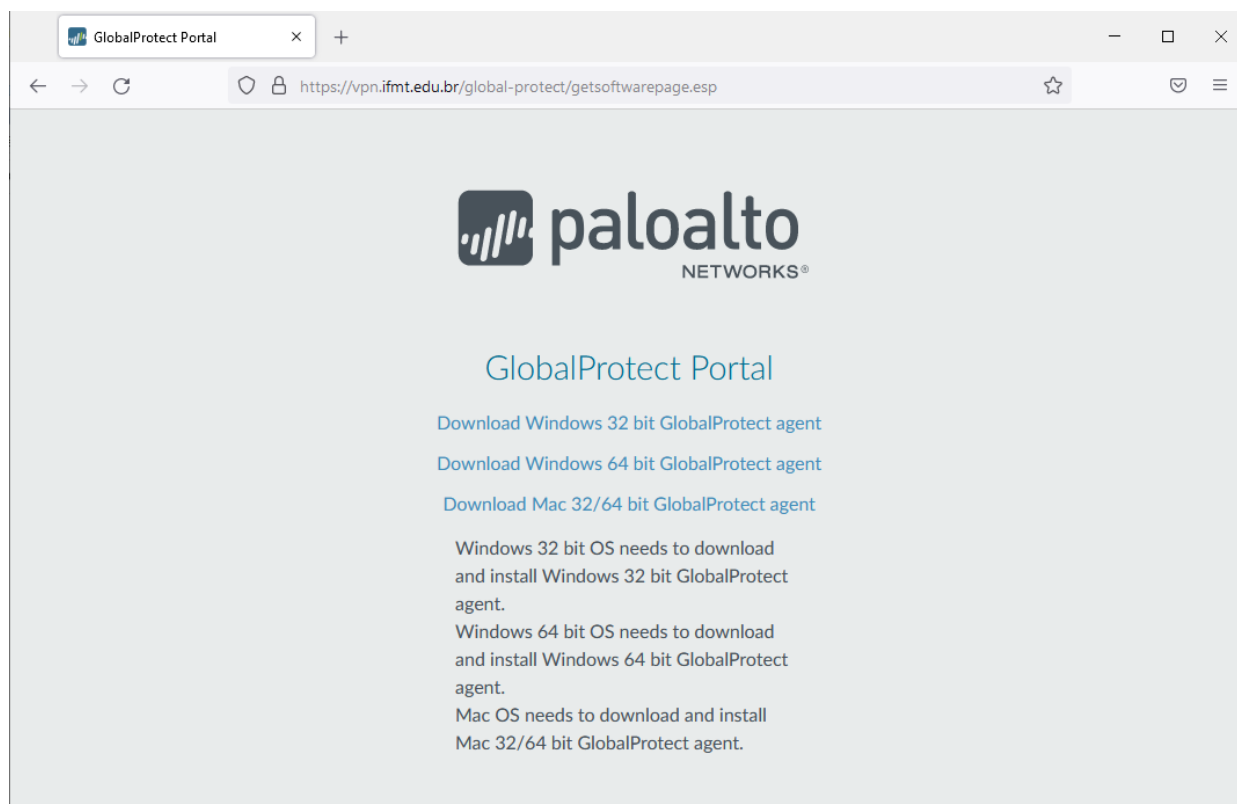 GlobalProtect Portal
https://vpn.ifmt.edu.br/global-protect/getsoftwarepage.esp
paloalto
NETWORKS®
GlobalProtect Portal
Download Windows 32 bit GlobalProtect agent
Download Windows 64 bit GlobalProtect agent
Download Mac 32/64 bit GlobalProtect agent
Windows 32 bit OS needs to download
and install Windows 32 bit GlobalProtect
agent.
Windows 64 bit OS needs to download
and install Windows 64 bit GlobalProtect
agent.
Mac OS needs to download and install
Mac 32/64 bit GlobalProtect agent.